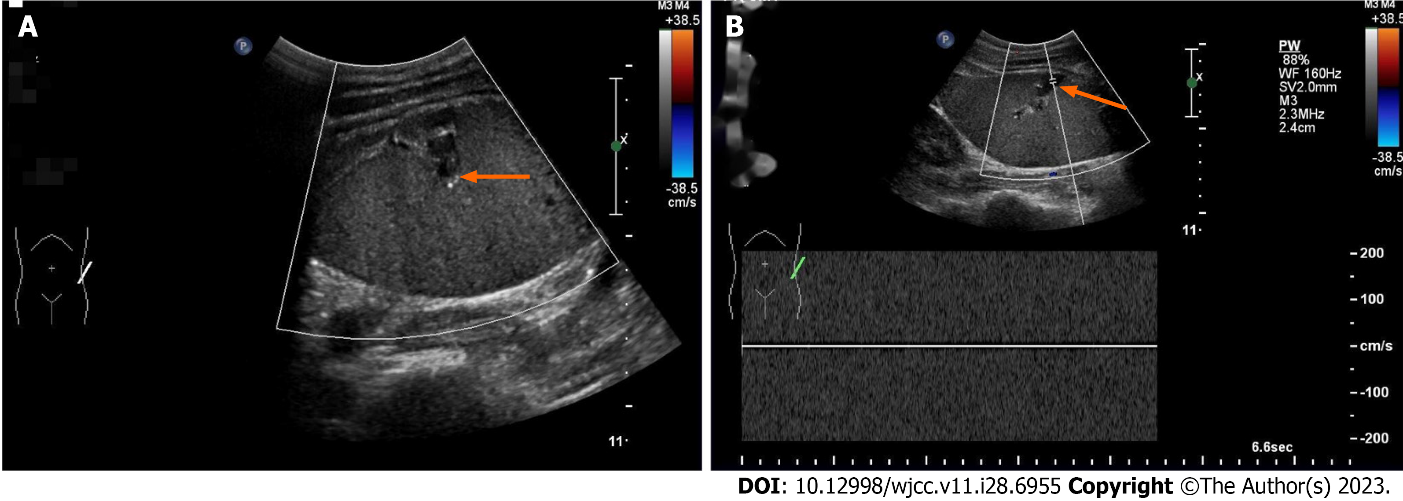 A
P
M3 M4
+38.5
X
-38.5
cm/s
11
B
P
M3 M4
+38.5
X
-38.5
cm/s
PW
88%
WF 160Hz
SV2.0mm
M3
2.3MHz
2.4cm
11
200
100
cm/s
-100
-200
6.6sec
DOI: 10.12998/wjcc.v11.i28.6955 Copyright ©The Author(s) 2023.